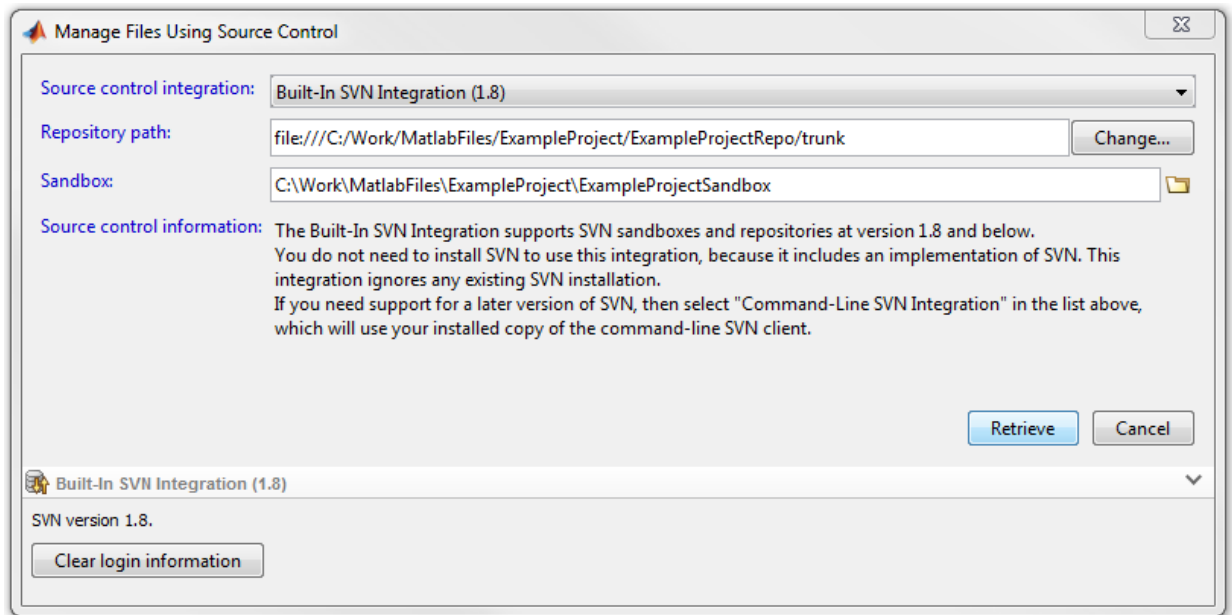 Manage Files Using Source Control
Source control integration: Built-In SVN Integration (1.8)
Repository path: file:///C:/Work/MatlabFiles/ExampleProject/ExampleProjectRepo/trunk Change...
Sandbox: C:\Work\MatlabFiles\ExampleProject\ExampleProjectSandbox
Source control information: The Built-In SVN Integration supports SVN sandboxes and repositories at version 1.8 and below.
You do not need to install SVN to use this integration, because it includes an implementation of SVN. This
integration ignores any existing SVN installation.
If you need support for a later version of SVN, then select "Command-Line SVN Integration" in the list above,
which will use your installed copy of the command-line SVN client.
Retrieve Cancel
Built-In SVN Integration (1.8)
SVN version 1.8.
Clear login information